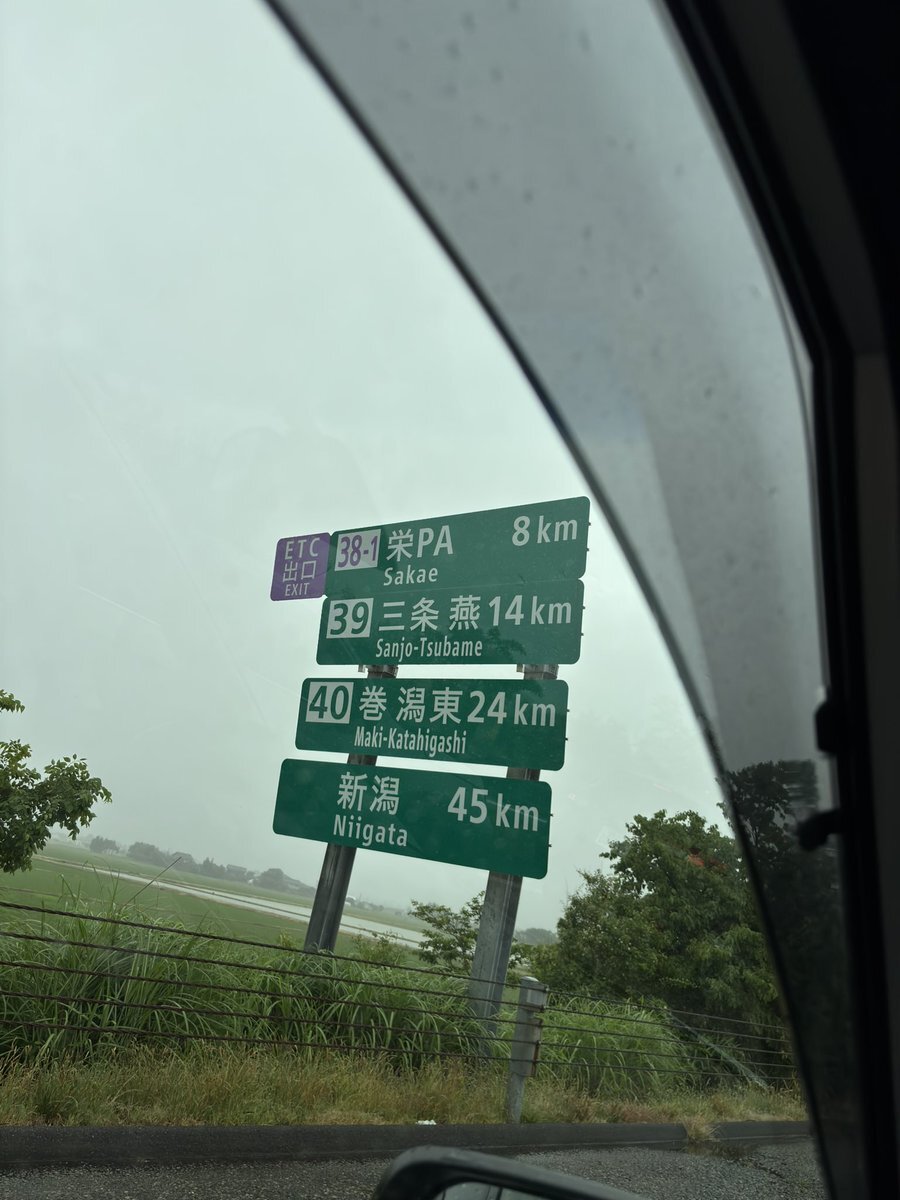 ETC
出口
EXIT
38-1 栄PA 8km
Sakae
39 三条 燕 14km
Sanjo-Tsubame
40 巻 潟東 24km
Maki-Katahigashi
新潟 45km
Niigata